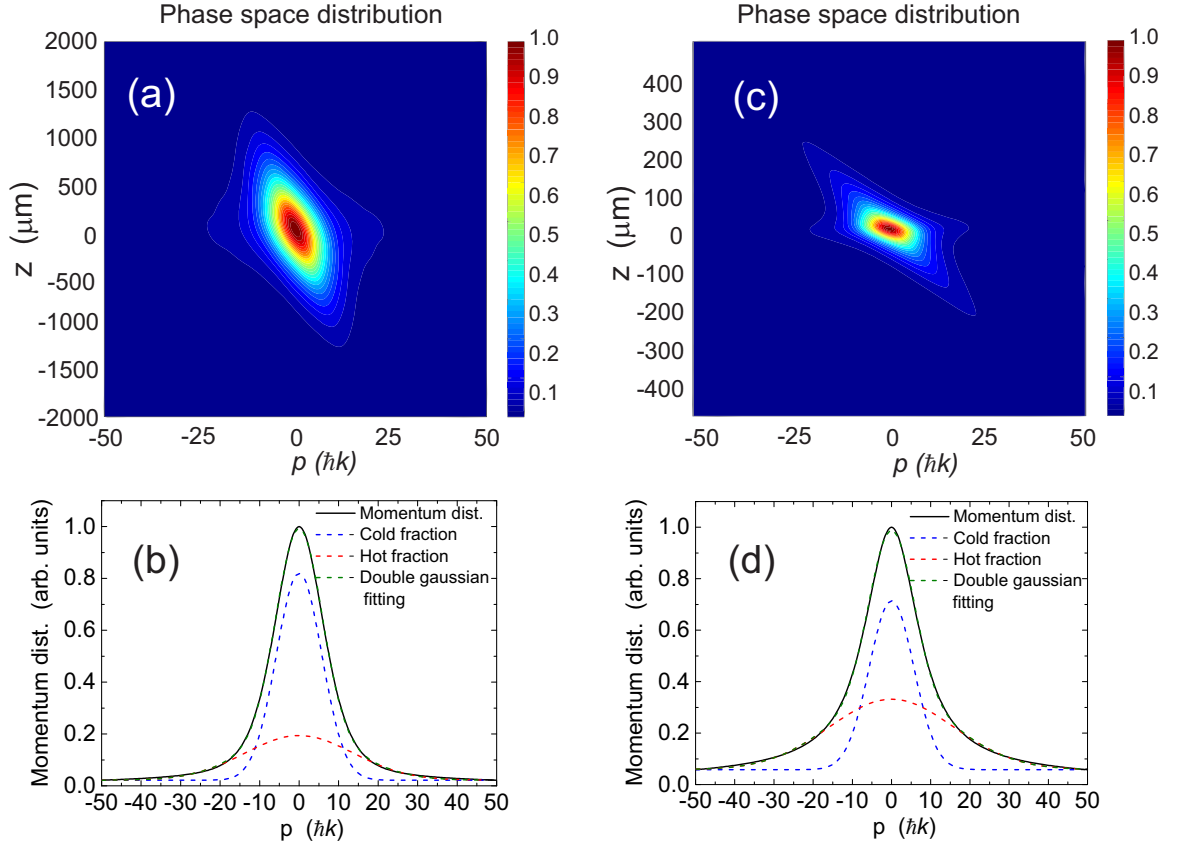 Phase space distribution
(a)
z (μm)
2000
1500
1000
500
0
-500
-1000
-1500
-2000
-50
-25
0
25
50
p (ħk)
1.0
0.9
0.8
0.7
0.6
0.5
0.4
0.3
0.2
0.1
Phase space distribution
(c)
z (μm)
400
300
200
100
0
-100
-200
-300
-400
-50
-25
0
25
50
p (ħk)
1.0
0.9
0.8
0.7
0.6
0.5
0.4
0.3
0.2
0.1
(b)
Momentum dist. (arb. units)
1.0
0.8
0.6
0.4
0.2
0.0
Momentum dist.
Cold fraction
Hot fraction
Double gaussian
fitting
-50 -40 -30 -20 -10 0 10 20 30 40 50
p (ħk)
(d)
Momentum dist. (arb. units)
1.0
0.8
0.6
0.4
0.2
0.0
Momentum dist.
Cold fraction
Hot fraction
Double gaussian
fitting
-50 -40 -30 -20 -10 0 10 20 30 40 50
p (ħk)